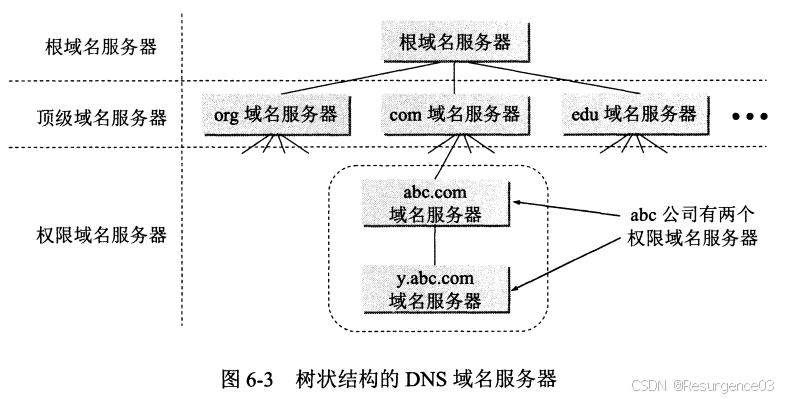 根域名服务器
根域名服务器
顶级域名服务器
org 域名服务器
com 域名服务器
edu 域名服务器
•••
权限域名服务器
abc.com
域名服务器
y.abc.com
域名服务器
abc 公司有两个
权限域名服务器
图 6-3 树状结构的 DNS 域名服务器
CSDN @Resurgence03